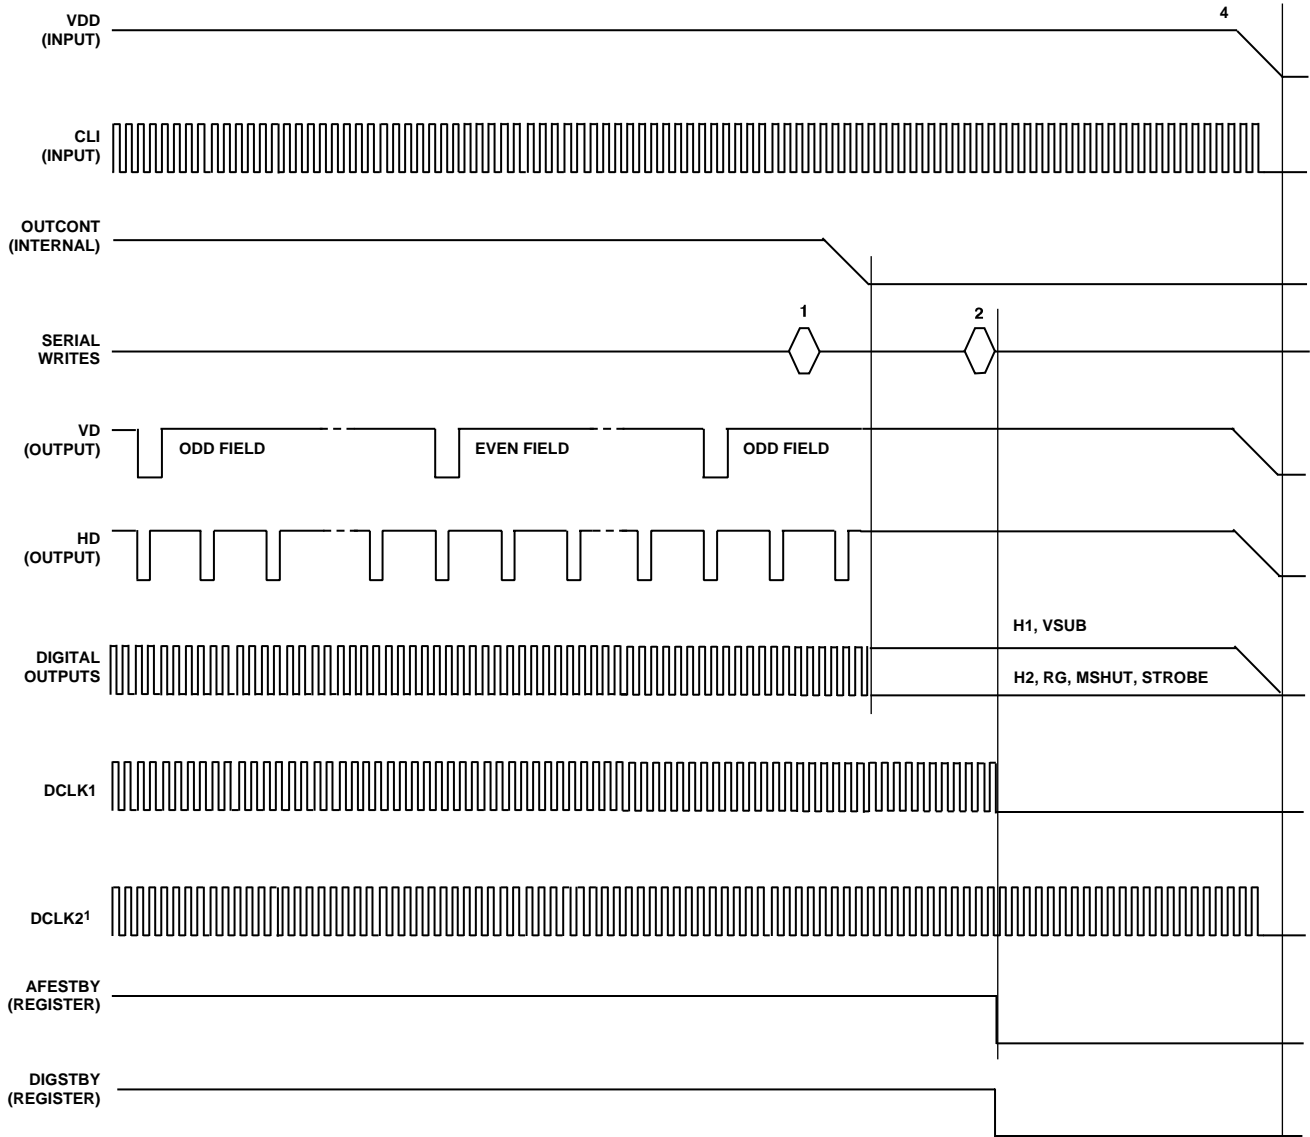 VDD
(INPUT)
4
CLI
(INPUT)
OUTCONT
(INTERNAL)
1
2
SERIAL
WRITES
VD
(OUTPUT)
ODD FIELD
EVEN FIELD
ODD FIELD
HD
(OUTPUT)
H1, VSUB
DIGITAL
OUTPUTS
H2, RG, MSHUT, STROBE
DCLK1
DCLK21
AFESTBY
(REGISTER)
DIGSTBY
(REGISTER)